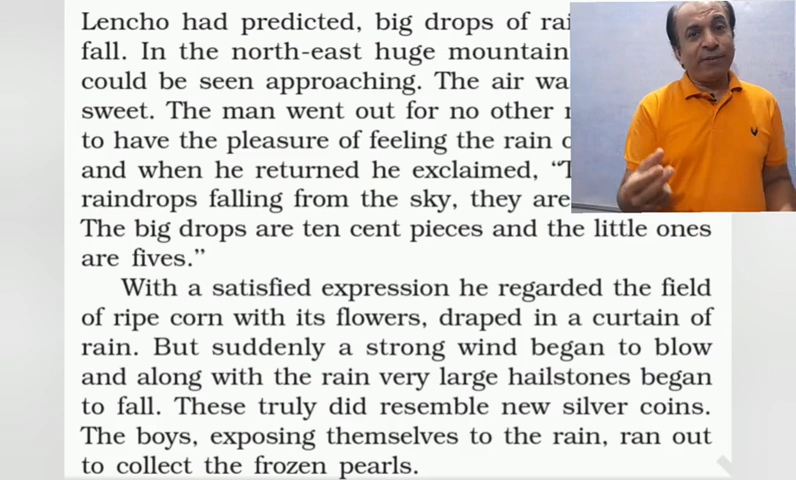 Lencho had predicted, big drops of
fall. In the north-east huge mountain
could be seen approaching. The air
sweet. The man went out for no other
to have the pleasure of feeling the rain
and when he returned he exclaimed,
raindrops falling from the sky, they are
The big drops are ten cent pieces and the little ones
are fives.”
With a satisfied expression he regarded the field
of ripe corn with its flowers, draped in a curtain of
rain. But suddenly a strong wind began to blow
and along with the rain very large hailstones began
to fall. These truly did resemble new silver coins.
The boys, exposing themselves to the rain, ran out
to collect the frozen pearls.